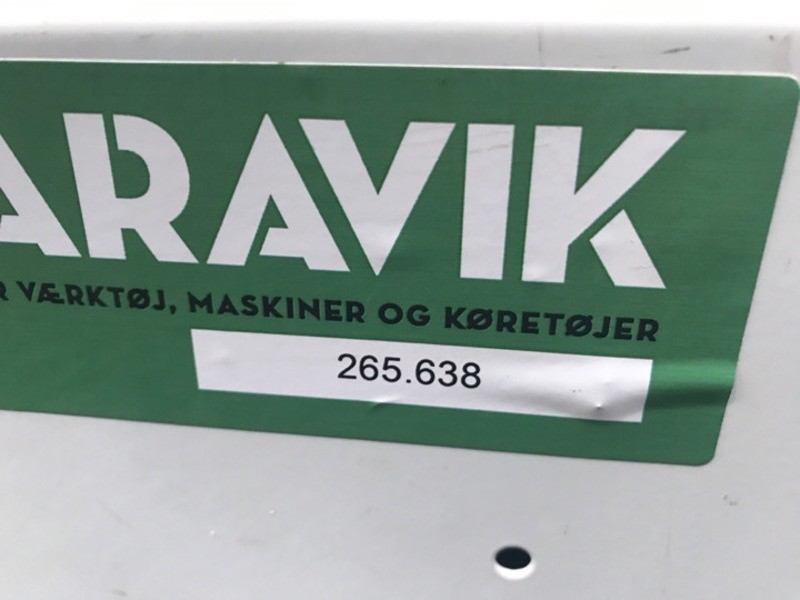 ARAVIK
R VÆRKTØJ, MASKINER OG KØRETØJER
265.638